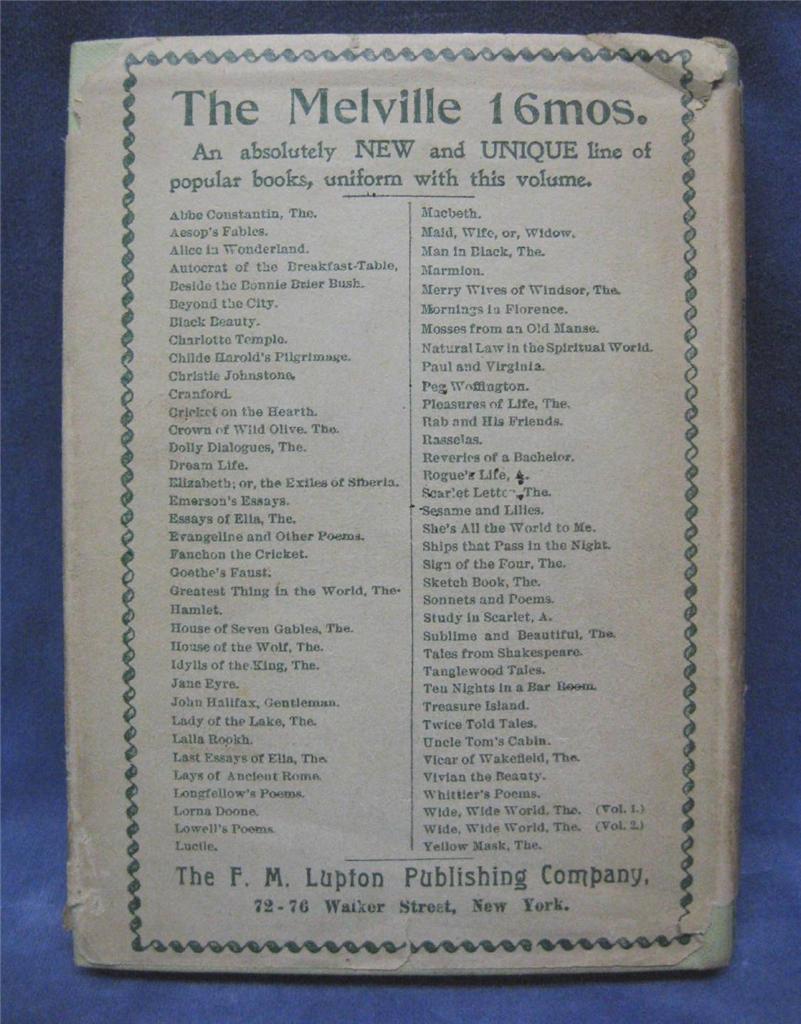 The Melville 16mos.
An absolutely NEW and UNIQUE line of
popular books, uniform with this volume.
Abbe Constantin, The.
Aesop's Fables.
Alice in Wonderland.
Autocrat of the Breakfast-Table,
Beside the Bonnie Brier Bush.
Beyond the City.
Black Beauty.
Charlotte Temple.
Childe Harold's Pilgrimage.
Christie Johnstone.
Cranford.
Cricket on the Hearth.
Crown of Wild Olive. The.
Dolly Dialogues, The.
Dream Life.
Elizabeth; or, the Exiles of Siberia.
Emerson's Essays.
Essays of Elia, The.
Evangeline and Other Poems.
Fanchon the Cricket.
Goethe's Faust.
Greatest Thing in the World, The.
Hamlet.
House of Seven Gables, The.
House of the Wolf, The.
Idylls of the King, The.
Jane Eyre.
John Halifax, Gentleman.
Lady of the Lake, The.
Lalla Rookh.
Last Essays of Elia, The.
Lays of Ancient Rome.
Longfellow's Poems.
Lorna Doone.
Lowell's Poems.
Lucile.
Macbeth.
Maid, Wife, or, Widow.
Man in Black, The.
Marmion.
Merry Wives of Windsor, The.
Mornings in Florence.
Mosses from an Old Manse.
Natural Law in the Spiritual World.
Paul and Virginia.
Peg Woffington.
Pleasures of Life, The.
Rab and His Friends.
Rasselas.
Reveries of a Bachelor.
Rogue's Life, A.
Scarlet Letter, The.
Sesame and Lilies.
She's All the World to Me.
Ships that Pass in the Night.
Sign of the Four, The.
Sketch Book, The.
Sonnets and Poems.
Study in Scarlet, A.
Sublime and Beautiful, The.
Tales from Shakespeare.
Tanglewood Tales.
Ten Nights in a Bar Room.
Treasure Island.
Twice Told Tales.
Uncle Tom's Cabin.
Vicar of Wakefield, The.
Vivian the Beauty.
Whittier's Poems.
Wide, Wide World, The. (Vol. 1.)
Wide, Wide World, The. (Vol. 2.)
Yellow Mask, The.
The F. M. Lupton Publishing Company,
72-76 Walker Street, New York.